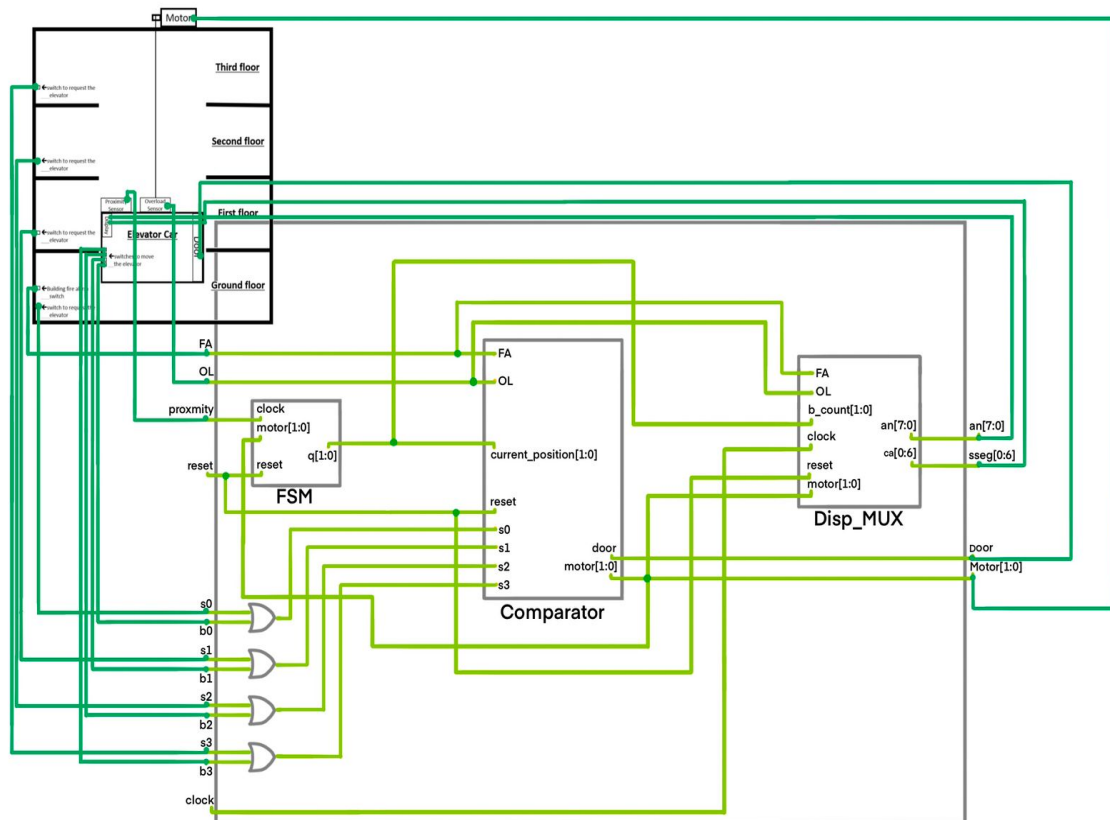 Motor
Third floor
switch to request the
elevator
Second floor
switch to request the
elevator
Proximity
Sensor
Overload
Sensor
First floor
switch to request the
elevator
Display
Elevator Car
Door
switches to move
the elevator
Ground floor
Building fire alarm
switch
switch to request the
elevator
FA
OL
proxmity
reset
clock
motor[1:0]
reset
q[1:0]
FSM
FA
OL
current_position[1:0]
reset
s0
s1
s2
s3
door
motor[1:0]
Comparator
FA
OL
b_count[1:0]
clock
reset
motor[1:0]
an[7:0]
ca[0:6]
Disp_MUX
an[7:0]
sseg[0:6]
Door
Motor[1:0]
s0
b0
s1
b1
s2
b2
s3
b3
clock